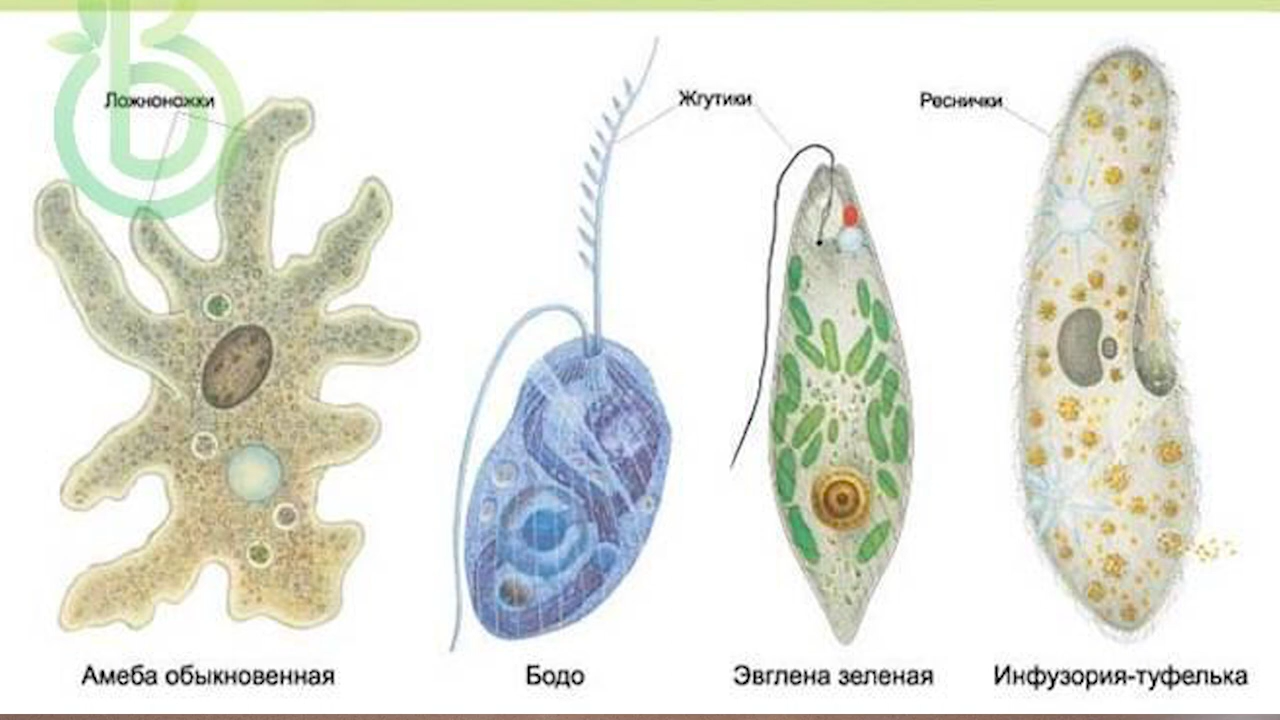 Ложноножки
Жгутики
Реснички
Амеба обыкновенная
Бодо
Эвглена зеленая
Инфузория-туфелька